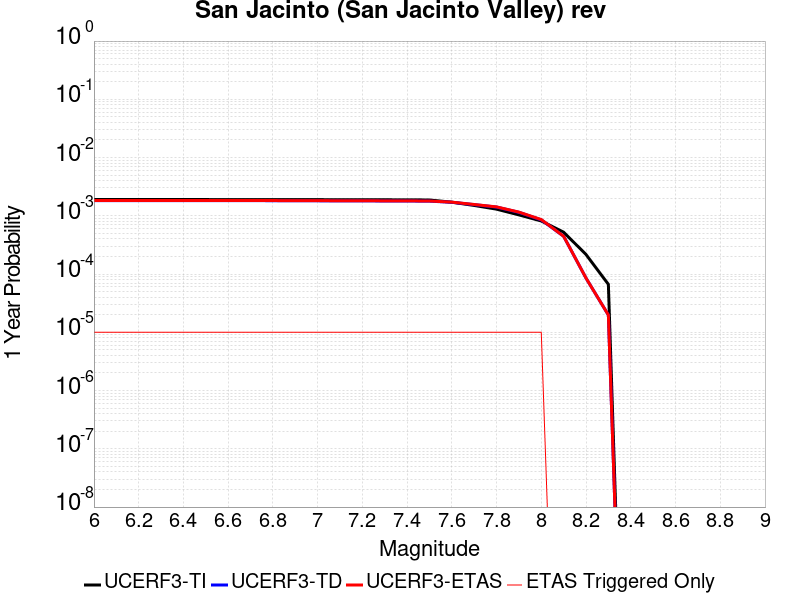 San Jacinto (San Jacinto Valley) rev
10 0
10 -1
10 -2
10 -3
10 -4
10 -5
10 -6
10 -7
10 -8
1 Year Probability
6 6.2 6.4 6.6 6.8 7 7.2 7.4 7.6 7.8 8 8.2 8.4 8.6 8.8 9
Magnitude
UCERF3-TI UCERF3-TD UCERF3-ETAS ETAS Triggered Only